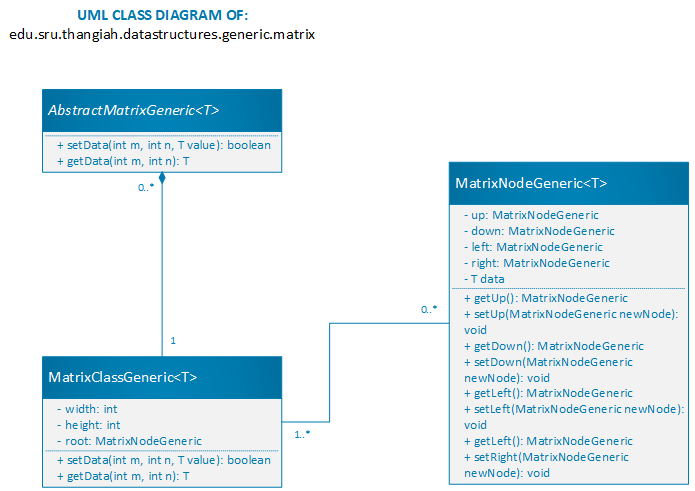 UML CLASS DIAGRAM OF:
edu.sru.thangiah.datastructures.generic.matrix
AbstractMatrixGeneric<T>
+ setData(int m, int n, T value): boolean
+ getData(int m, int n): T
0..*
1
MatrixClassGeneric<T>
- width: int
- height: int
- root: MatrixNodeGeneric
+ setData(int m, int n, T value): boolean
+ getData(int m, int n): T
1..*
0..*
MatrixNodeGeneric<T>
- up: MatrixNodeGeneric
- down: MatrixNodeGeneric
- left: MatrixNodeGeneric
- right: MatrixNodeGeneric
- T data
+ getUp(): MatrixNodeGeneric
+ setUp(MatrixNodeGeneric newNode):
void
+ getDown(): MatrixNodeGeneric
+ setDown(MatrixNodeGeneric
newNode): void
+ getLeft(): MatrixNodeGeneric
+ setLeft(MatrixNodeGeneric newNode):
void
+ getLeft(): MatrixNodeGeneric
+ setRight(MatrixNodeGeneric
newNode): void